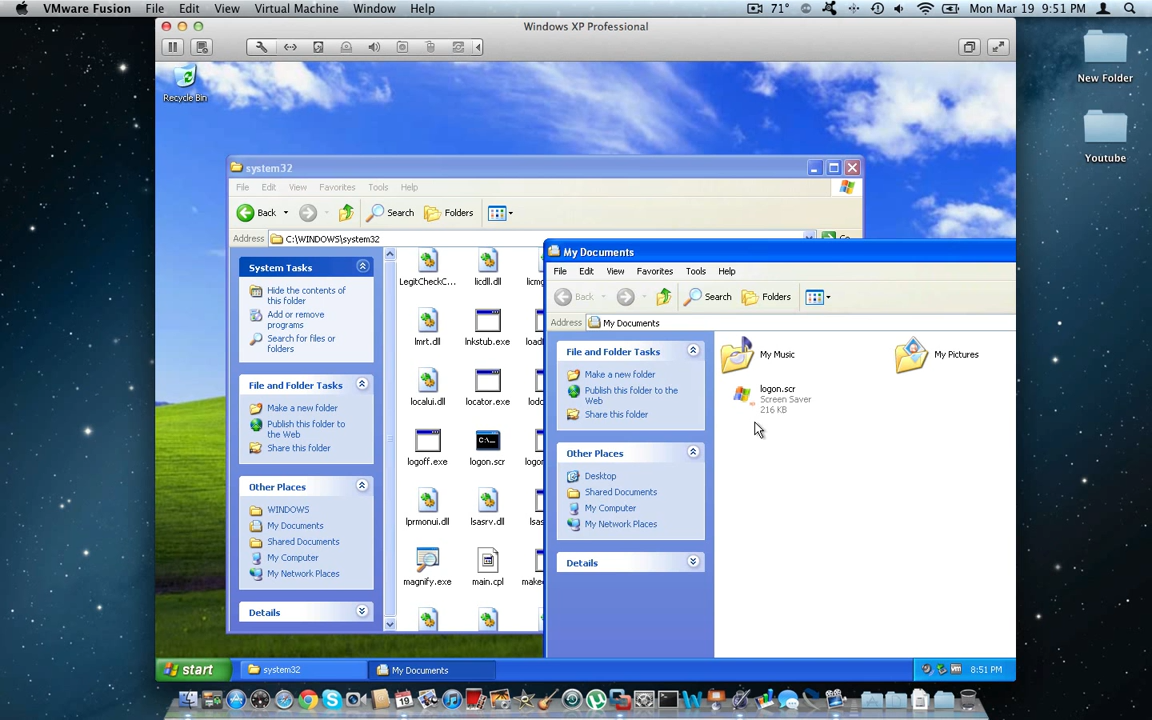 VMware Fusion File Edit View Virtual Machine Window Help
71° Mon Mar 19 9:51 PM
Windows XP Professional
New Folder
Youtube
Recycle Bin
system32
File Edit View Favorites Tools Help
Back Search Folders
Address C:\WINDOWS\system32
System Tasks
Hide the contents of
this folder
Add or remove
programs
Search for files or
folders
File and Folder Tasks
Make a new folder
Publish this folder to
the Web
Share this folder
Other Places
WINDOWS
My Documents
Shared Documents
My Computer
My Network Places
Details
LegitCheckC... licdll.dll
lmrt.dll lnkstub.exe
localui.dll locator.exe
logoff.exe logon.scr
lprmonui.dll lsasrv.dll
magnify.exe main.cpl
My Documents
File Edit View Favorites Tools Help
Back Search Folders
Address My Documents
File and Folder Tasks
Make a new folder
Publish this folder to the
Web
Share this folder
Other Places
Desktop
Shared Documents
My Computer
My Network Places
Details
My Music
My Pictures
logon.scr
Screen Saver
216 KB
start system32 My Documents 8:51 PM